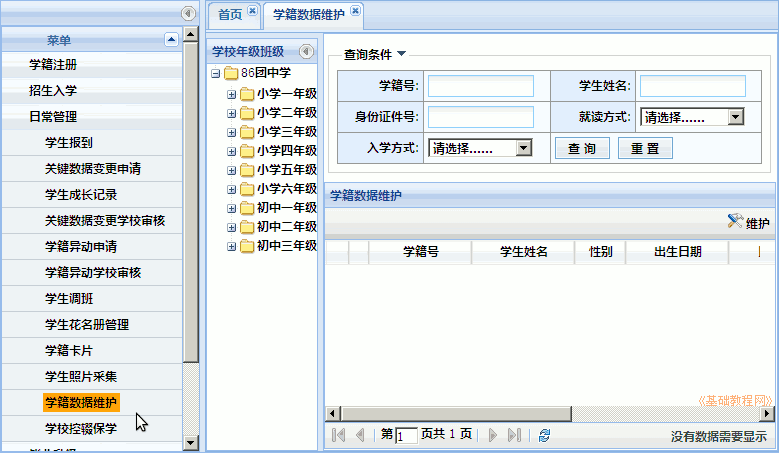 菜单
学籍注册
招生入学
日常管理
学生报到
关键数据变更申请
学生成长记录
关键数据变更学校审核
学籍异动申请
学籍异动学校审核
学生调班
学生花名册管理
学籍卡片
学生照片采集
学籍数据维护
学校控辍保学
首页 学籍数据维护
学校年级班级
86团中学
小学一年级
小学二年级
小学三年级
小学四年级
小学五年级
小学六年级
初中一年级
初中二年级
初中三年级
查询条件
学籍号: 学生姓名:
身份证件号: 就读方式: 请选择......
入学方式: 请选择...... 查 询 重 置
学籍数据维护
维护
学籍号 学生姓名 性别 出生日期
《基础教程网》
第 1 页共 1 页 没有数据需要显示